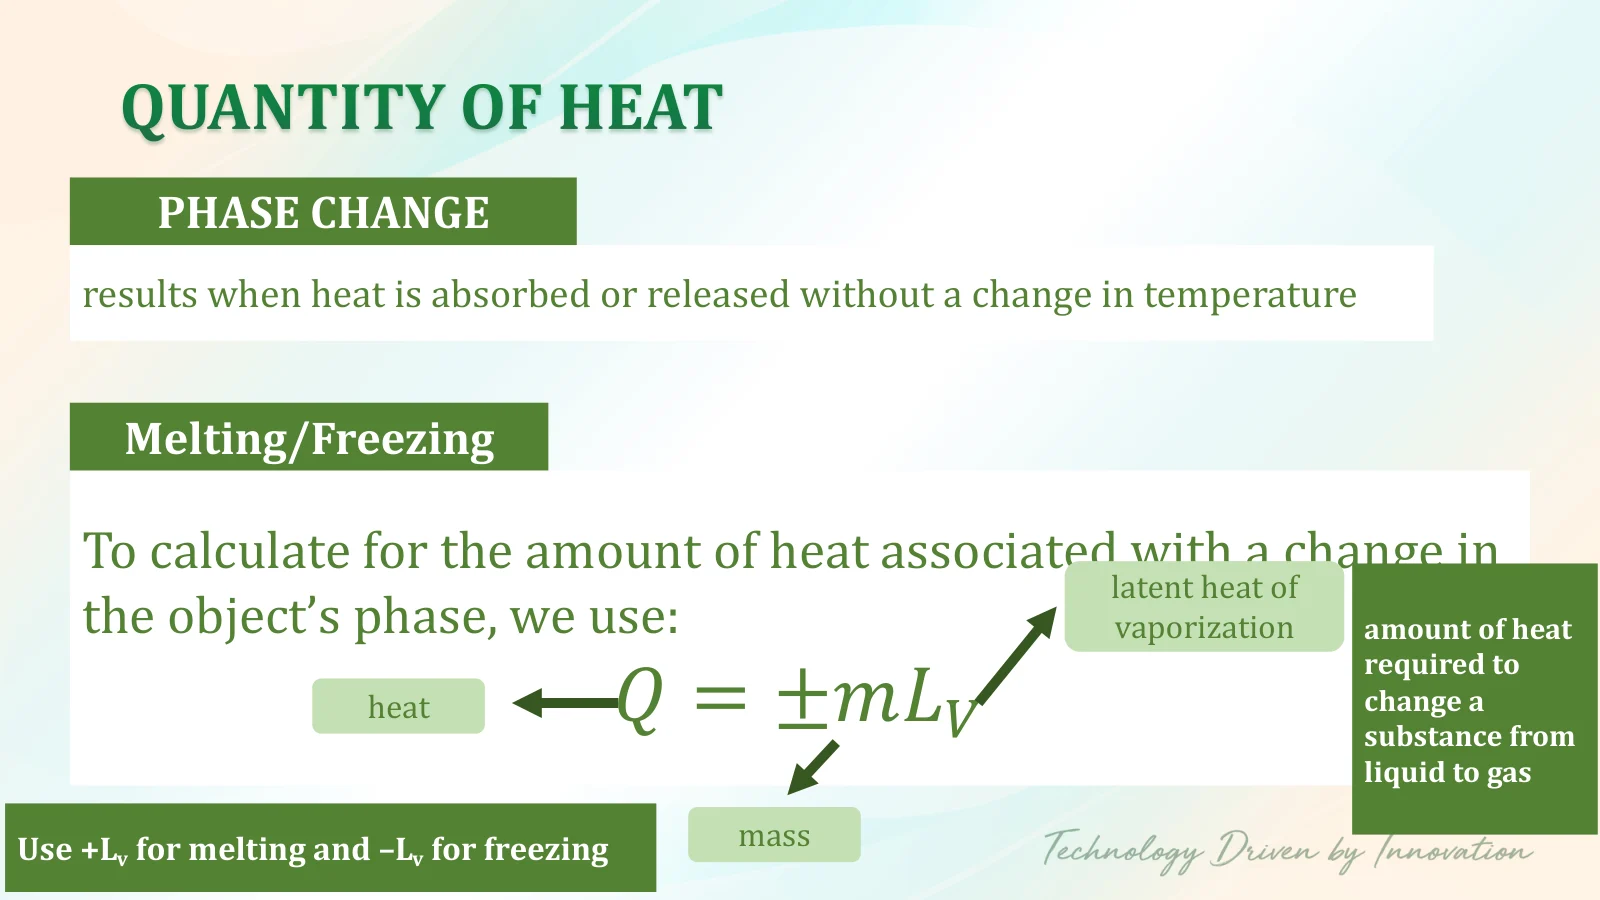 QUANTITY OF HEAT
PHASE CHANGE
results when heat is absorbed or released without a change in temperature
Melting/Freezing
To calculate for the amount of heat associated with a change in
the object’s phase, we use:
latent heat of
vaporization
amount of heat
required to
change a
substance from
liquid to gas
heat
Q = ±mL_V
mass
Use +Lᵥ for melting and –Lᵥ for freezing
Technology Driven by Innovation